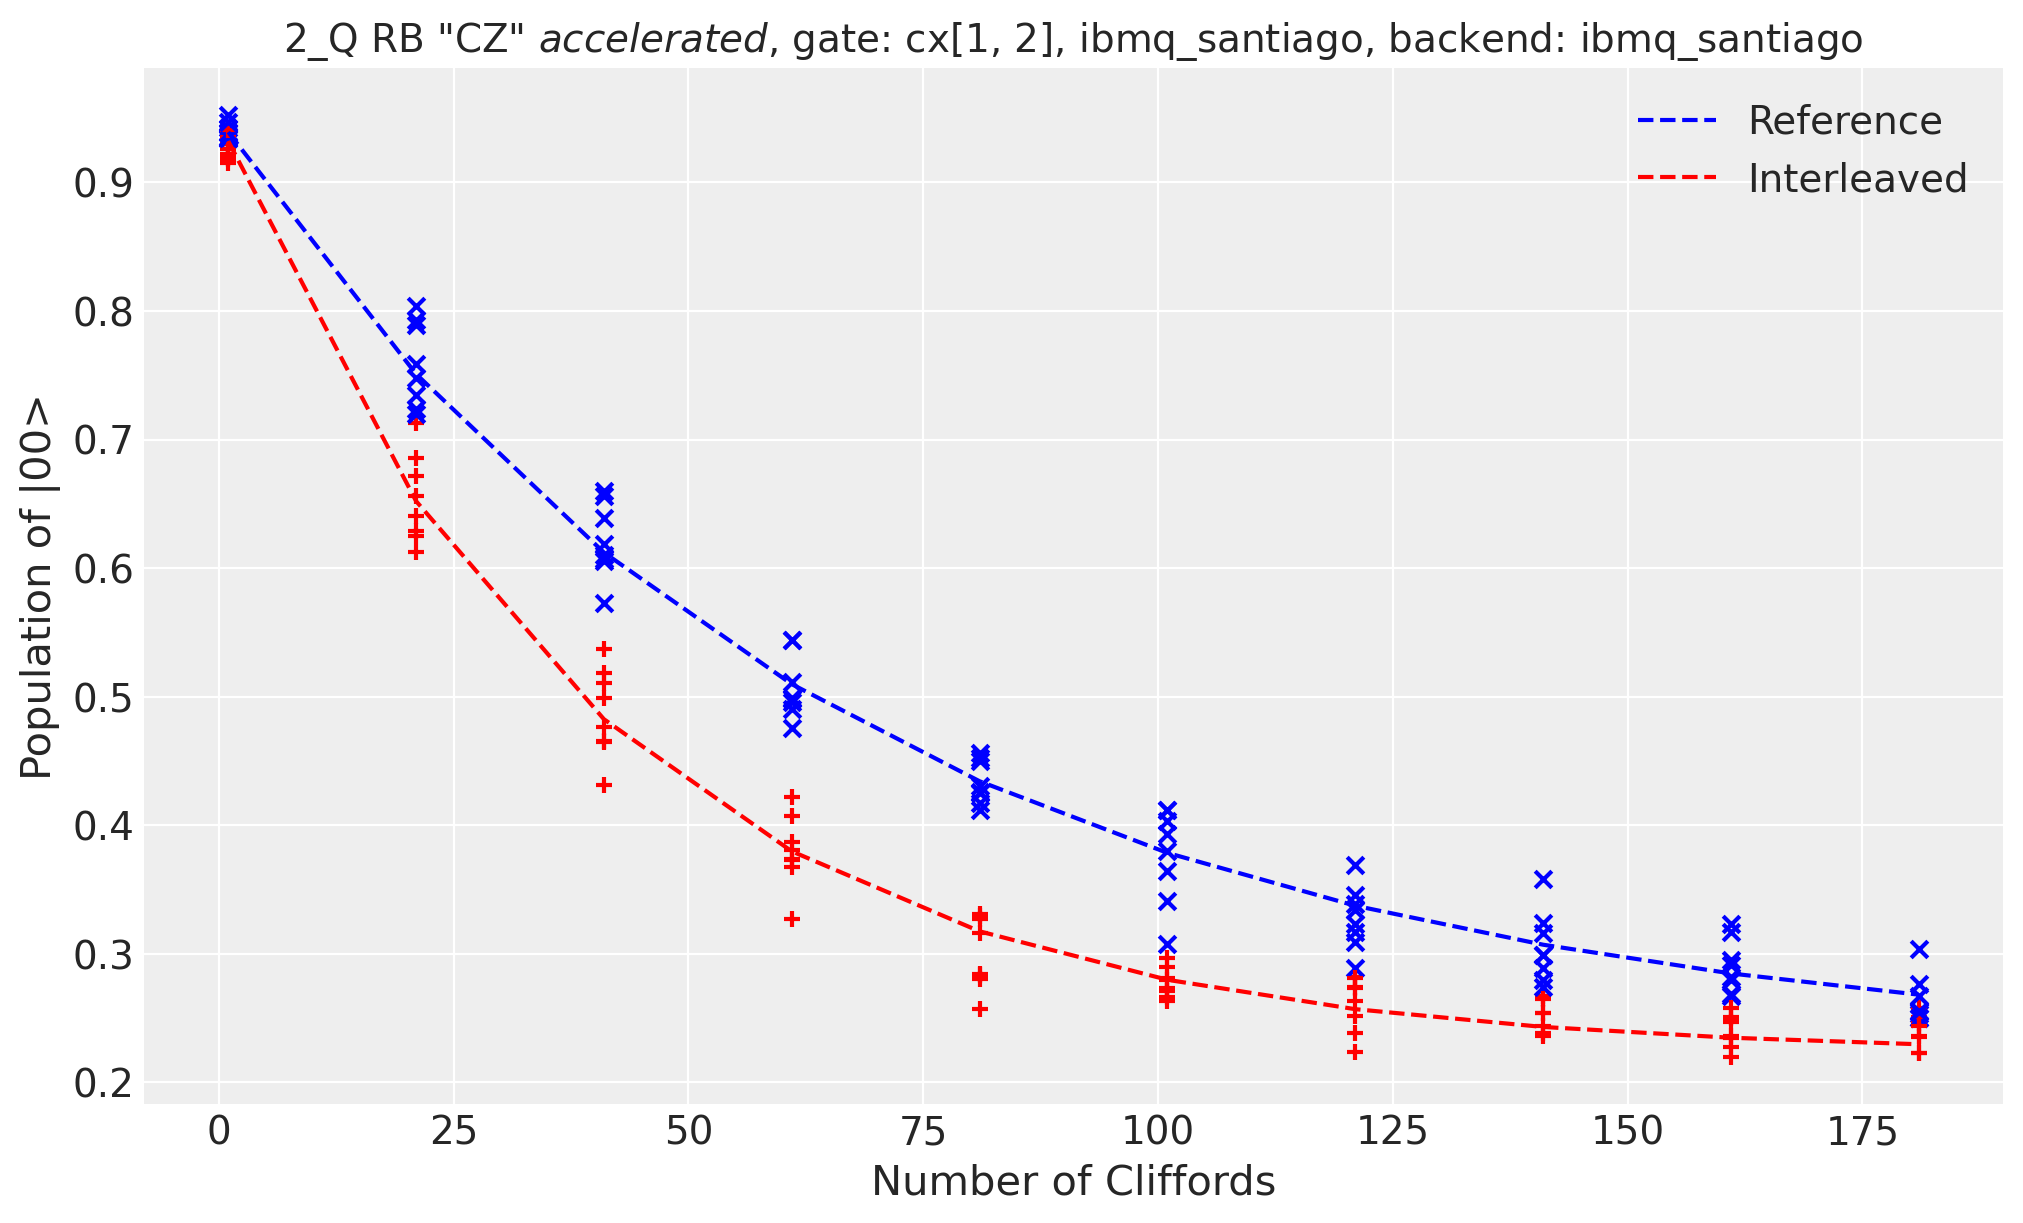 2_Q RB "CZ" accelerated, gate: cx[1, 2], ibmq_santiago, backend: ibmq_santiago
Reference
Interleaved
Population of |00>
0.9
0.8
0.7
0.6
0.5
0.4
0.3
0.2
0 25 50 75 100 125 150 175
Number of Cliffords